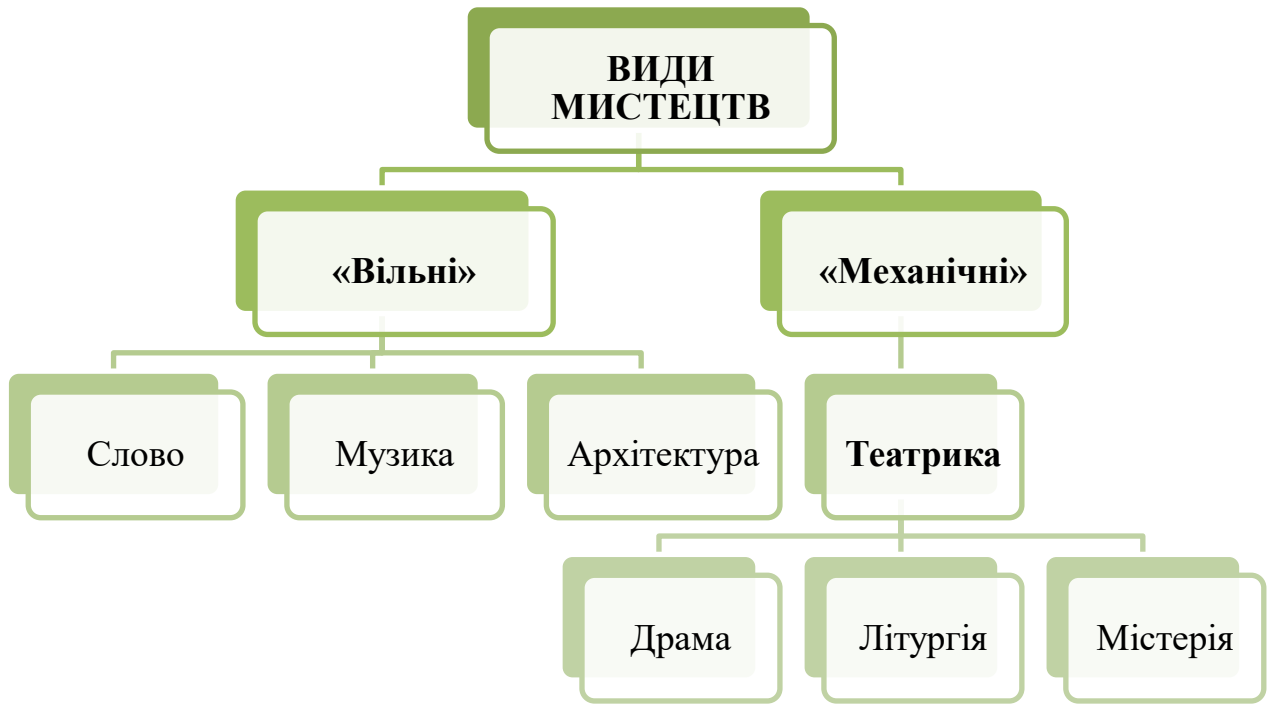 ВИДИ
МИСТЕЦТВ
«Вільні»
«Механічні»
Слово
Музика
Архітектура
Театрика
Драма
Літургія
Містерія